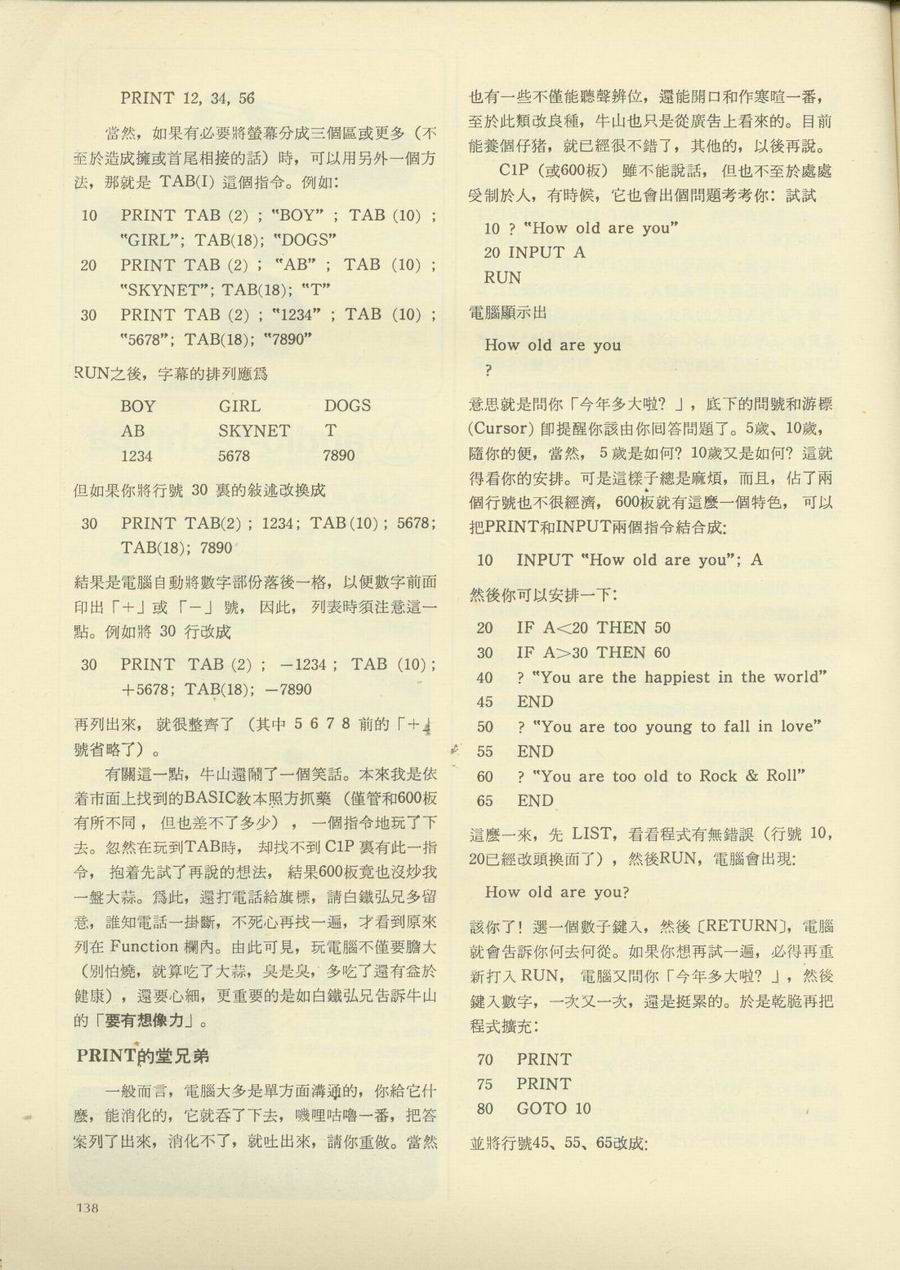 PRINT 12, 34, 56
當然，如果有必要將螢幕分成三個區或更多（不
至於造成擁或首尾相接的話）時，可以用另外一個方
法，那就是 TAB(I) 這個指令。例如：
10 PRINT TAB (2) ; "BOY" ; TAB (10) ;
"GIRL"; TAB(18); "DOGS"
20 PRINT TAB (2) ; "AB" ; TAB (10) ;
"SKYNET"; TAB(18); "T"
30 PRINT TAB (2) ; "1234" ; TAB (10) ;
"5678"; TAB(18); "7890"
RUN之後，字幕的排列應爲
BOY GIRL DOGS
AB SKYNET T
1234 5678 7890
但如果你將行號 30 裏的敍述改換成
30 PRINT TAB(2) ; 1234; TAB(10) ; 5678;
TAB(18); 7890
結果是電腦自動將數字部份落後一格，以便數字前面
印出「＋」或「－」號， 因此， 列表時須注意這一
點。例如將 30 行改成
30 PRINT TAB (2) ; －1234 ; TAB (10) ;
＋5678; TAB(18); －7890
再列出來， 就很整齊了 （其中 5 6 7 8 前的「＋」
號省略了）。
有關這一點，牛山還鬧了一個笑話。本來我是依
着市面上找到的BASIC敎本照方抓藥 （僅管和600板
有所不同， 但也差不了多少）， 一個指令地玩了下
去。忽然在玩到TAB時， 却找不到 C1P 裏有此一指
令， 抱着先試了再說的想法， 結果600板竟也沒炒我
一盤大蒜。爲此，還打電話給旗標，請白鐵弘兄多留
意，誰知電話一掛斷，不死心再找一遍，才看到原來
列在 Function 欄內。由此可見，玩電腦不僅要膽大
（別怕燒，就算吃了大蒜，臭是臭，多吃了還有益於
健康），還要心細，更重要的是如白鐵弘兄告訴牛山
的「要有想像力」。
PRINT的堂兄弟
一般而言，電腦大多是單方面溝通的，你給它什
麼，能消化的，它就吞了下去，嘰哩咕嚕一番，把答
案列了出來，消化不了，就吐出來，請你重做。當然
也有一些不僅能聽聲辨位，還能開口和作寒暄一番，
至於此類改良種，牛山也只是從廣告上看來的。目前
能養個仔猪，就已經很不錯了，其他的，以後再說。
C1P（或600板） 雖不能說話， 但也不至於處處
受制於人，有時候，它也會出個問題考考你：試試
10 ? "How old are you"
20 INPUT A
RUN
電腦顯示出
How old are you
?
意思就是問你「今年多大啦？」，底下的問號和游標
(Cursor) 卽提醒你該由你囘答問題了。5歲、10歲，
隨你的便，當然， 5 歲是如何？10歲又是如何？這就
得看你的安排。可是這樣子總是麻煩，而且，佔了兩
個行號也不很經濟， 600板就有這麼一個特色， 可以
把PRINT和INPUT兩個指令結合成：
10 INPUT "How old are you"; A
然後你可以安排一下：
20 IF A<20 THEN 50
30 IF A>30 THEN 60
40 ? "You are the happiest in the world"
45 END
50 ? "You are too young to fall in love"
55 END
60 ? "You are too old to Rock & Roll"
65 END
這麼一來，先 LIST，看看程式有無錯誤（行號 10，
20已經改頭換面了），然後RUN，電腦會出現：
How old are you?
該你了！選一個數子鍵入，然後〔RETURN〕，電腦
就會告訴你何去何從。如果你想再試一遍，必得再重
新打入 RUN， 電腦又問你「今年多大啦？」，然後
鍵入數字，一次又一次，還是挺累的。於是乾脆再把
程式擴充：
70 PRINT
75 PRINT
80 GOTO 10
並將行號45、55、65改成：
138